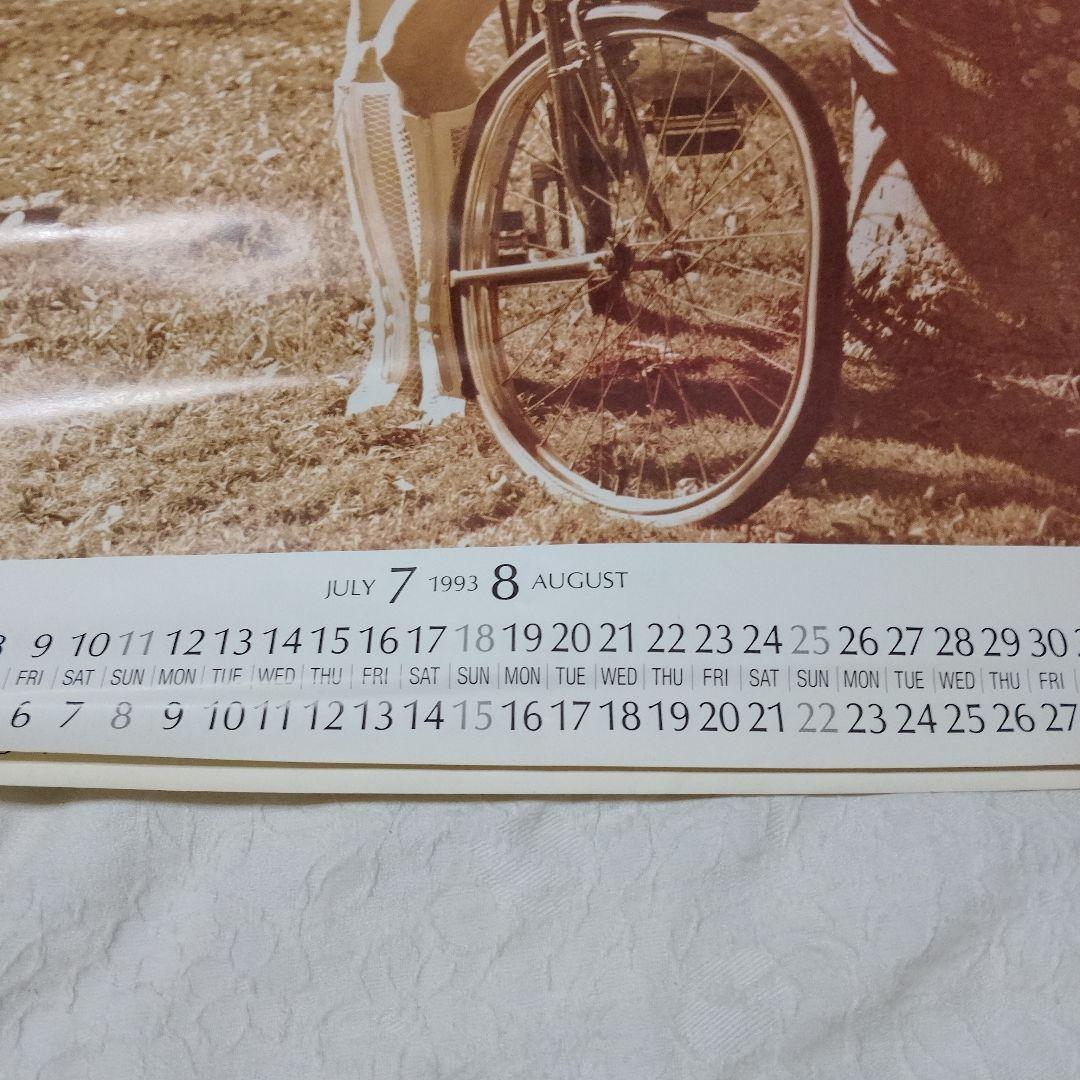 JULY 7 1993 8 AUGUST
9 10 11 12 13 14 15 16 17 18 19 20 21 22 23 24 25 26 27 28 29 30
FRI SAT SUN MON TUE WED THU FRI SAT SUN MON TUE WED THU FRI SAT SUN MON TUE WED THU FRI
6 7 8 9 10 11 12 13 14 15 16 17 18 19 20 21 22 23 24 25 26 27